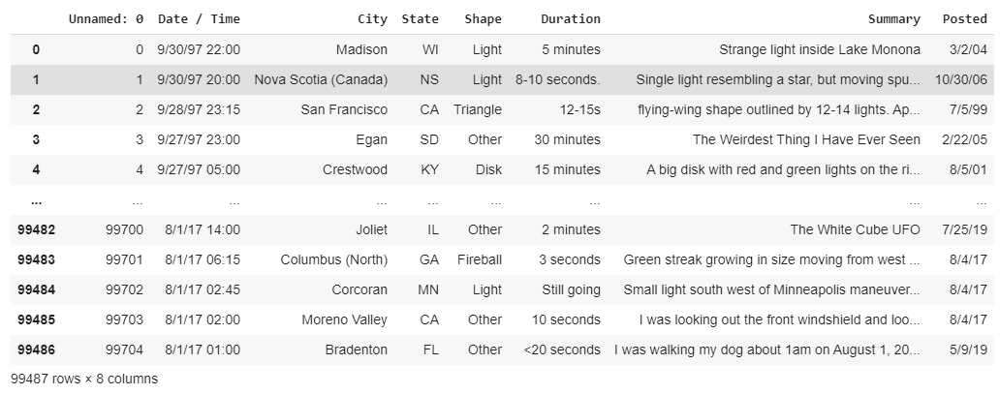 Unnamed: 0 Date / Time City State Shape Duration Summary Posted
0 0 9/30/97 22:00 Madison WI Light 5 minutes Strange light inside Lake Monona 3/2/04
1 1 9/30/97 20:00 Nova Scotia (Canada) NS Light 8-10 seconds. Single light resembling a star, but moving spu... 10/30/06
2 2 9/28/97 23:15 San Francisco CA Triangle 12-15s flying-wing shape outlined by 12-14 lights. Ap... 7/5/99
3 3 9/27/97 23:00 Egan SD Other 30 minutes The Weirdest Thing I Have Ever Seen 2/22/05
4 4 9/27/97 05:00 Crestwood KY Disk 15 minutes A big disk with red and green lights on the ri... 8/5/01
... ... ... ... ... ... ... ... ...
99482 99700 8/1/17 14:00 Joliet IL Other 2 minutes The White Cube UFO 7/25/19
99483 99701 8/1/17 06:15 Columbus (North) GA Fireball 3 seconds Green streak growing in size moving from west ... 8/4/17
99484 99702 8/1/17 02:45 Corcoran MN Light Still going Small light south west of Minneapolis maneuver... 8/4/17
99485 99703 8/1/17 02:00 Moreno Valley CA Other 10 seconds I was looking out the front windshield and loo... 8/4/17
99486 99704 8/1/17 01:00 Bradenton FL Other <20 seconds I was walking my dog about 1am on August 1, 20... 5/9/19
99487 rows × 8 columns